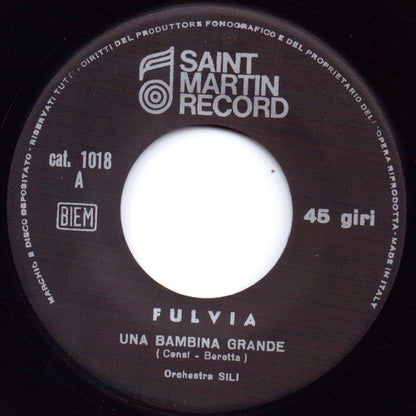 MARCHIO E DISCO DEPOSITATO · RISERVATI TUTTI I DIRITTI DEL PRODUTTORE FONOGRAFICO E DEL PROPRIETARIO DELL'OPERA RIPRODOTTA · MADE IN ITALY
SAINT
MARTIN
RECORD
cat. 1018
A
BIEM
45 giri
FULVIA
UNA BAMBINA GRANDE
( Censi - Beretta )
Orchestra SILI